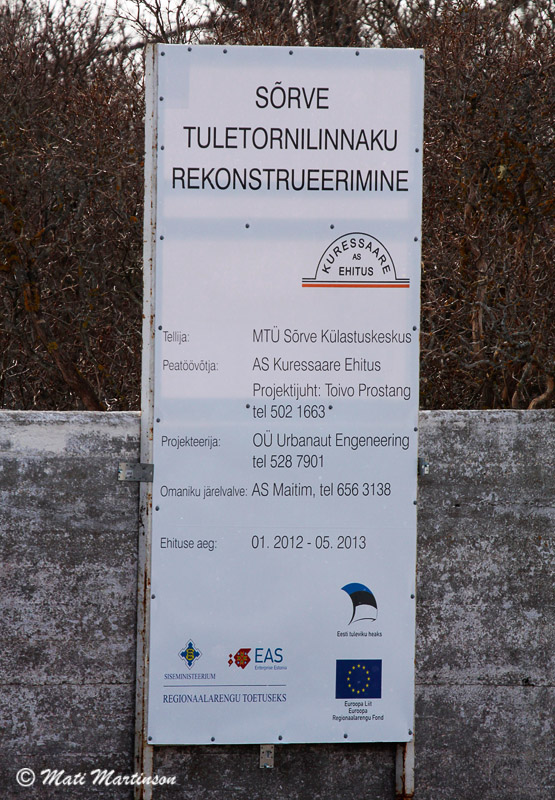 SÕRVE
TULETORNILINNAKU
REKONSTRUEERIMINE
KURESSAARE
AS
EHITUS
Tellija: MTÜ Sõrve Külastuskeskus
Peatöövõtja: AS Kuressaare Ehitus
Projektijuht: Toivo Prostang
tel 502 1663
Projekteerija: OÜ Urbanaut Engeneering
tel 528 7901
Omaniku järelvalve: AS Maitim, tel 656 3138
Ehituse aeg: 01. 2012 - 05. 2013
Eesti tuleviku heaks
SISEMINISTEERIUM
EAS
Enterprise Estonia
REGIONAALARENGU TOETUSEKS
Euroopa Liit
Euroopa
Regionaalarengu Fond
© Mati Martinson